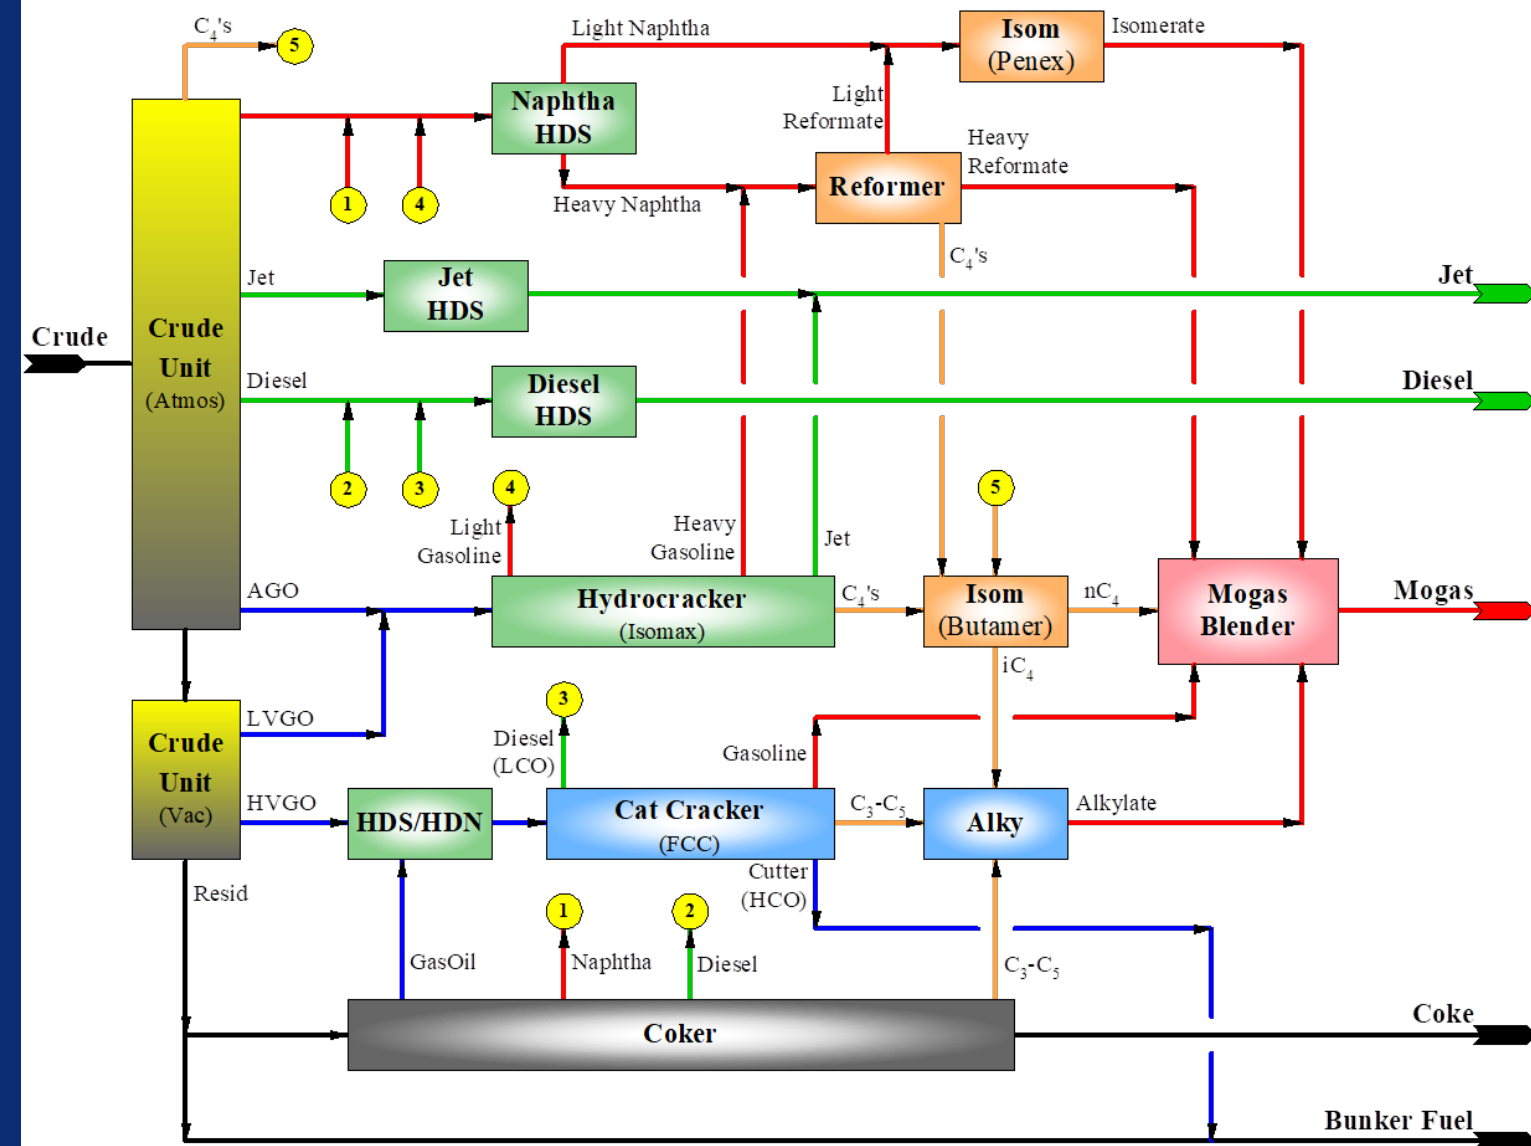 C4's
5
Light Naphtha
Isom
(Penex)
Isomerate
Naphtha
HDS
Light
Reformate
Heavy
Reformate
1
4
Heavy Naphtha
Reformer
C4's
Jet
Jet
HDS
Jet
Crude
Crude
Unit
(Atmos)
Diesel
Diesel
HDS
Diesel
2
3
4
5
Light
Gasoline
Heavy
Gasoline
Jet
AGO
Hydrocracker
(Isomax)
C4's
Isom
(Butamer)
nC4
Mogas
Blender
Mogas
iC4
LVGO
3
Diesel
(LCO)
Gasoline
Crude
Unit
(Vac)
HVGO
HDS/HDN
Cat Cracker
(FCC)
C3-C5
Alky
Alkylate
Cutter
(HCO)
Resid
1
2
GasOil
Naphtha
Diesel
C3-C5
Coker
Coke
Bunker Fuel